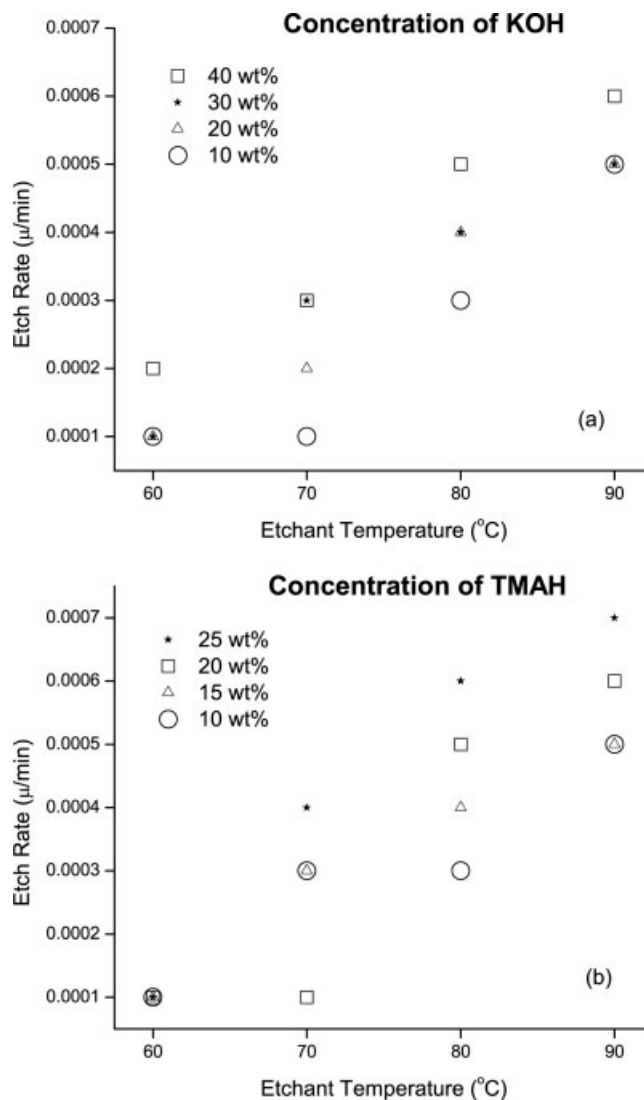 Concentration of KOH
0.0007
0.0006
0.0005
0.0004
0.0003
0.0002
0.0001
Etch Rate (μ/min)
40 wt%
30 wt%
20 wt%
10 wt%
(a)
60 70 80 90
Etchant Temperature (°C)
Concentration of TMAH
0.0007
0.0006
0.0005
0.0004
0.0003
0.0002
0.0001
Etch Rate (μ/min)
25 wt%
20 wt%
15 wt%
10 wt%
(b)
60 70 80 90
Etchant Temperature (°C)